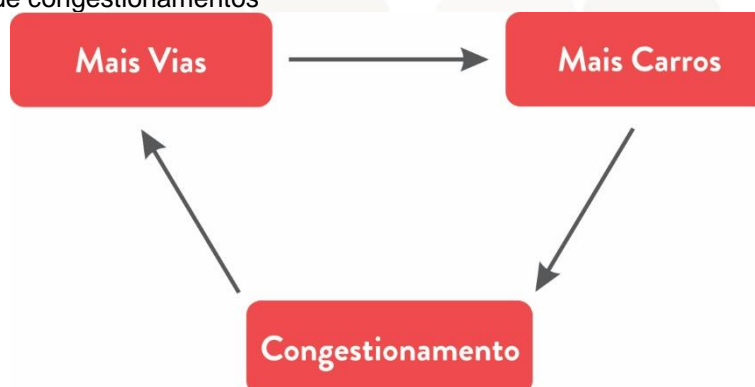 de congestionamentos
Mais Vias
Mais Carros
Congestionamento